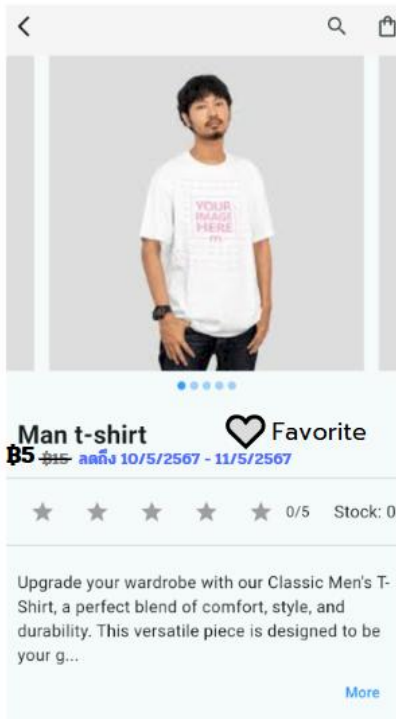 YOUR
IMAGE
HERE
m
Man t-shirt
Favorite
฿5 ฿15 ลดถึง 10/5/2567 - 11/5/2567
0/5 Stock: 0
Upgrade your wardrobe with our Classic Men's T-
Shirt, a perfect blend of comfort, style, and
durability. This versatile piece is designed to be
your g...
More